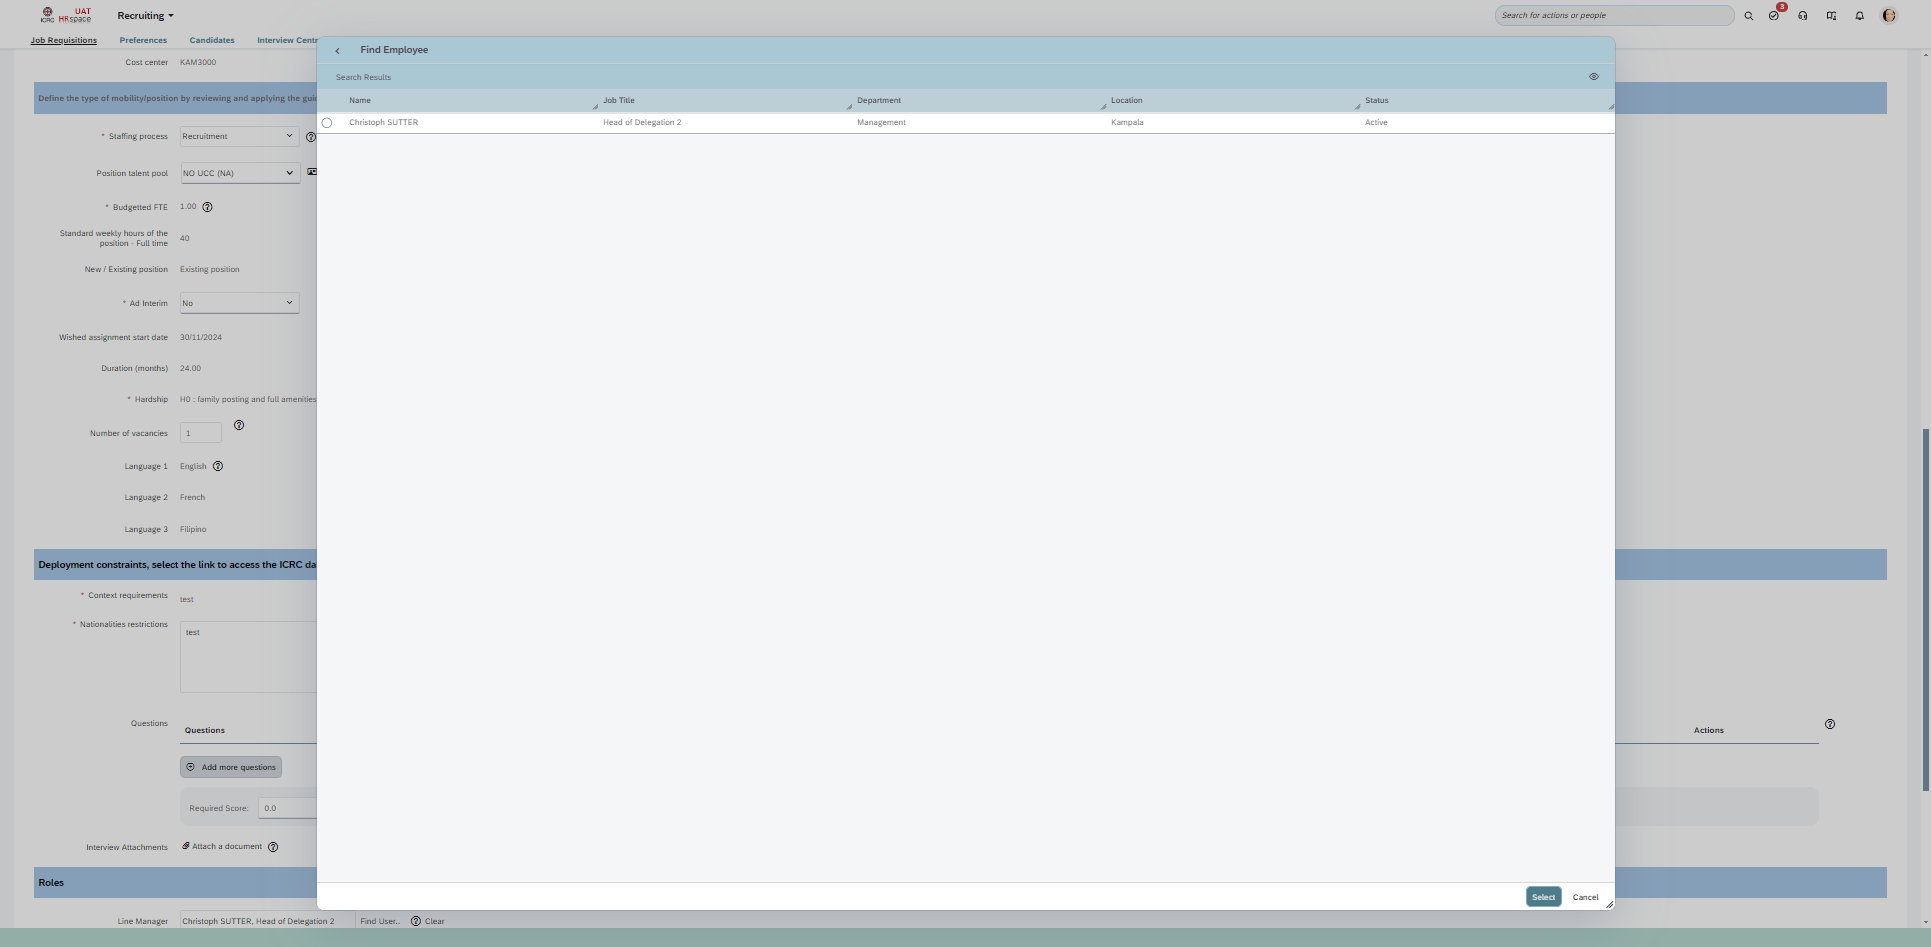 ICRC
UAT
HRspace
Recruiting
Search for actions or people
3
Job Requisitions
Preferences
Candidates
Interview Centr
Cost center
KAM3000
Find Employee
Search Results
Define the type of mobility/position by reviewing and applying the guid
Name
Job Title
Department
Location
Status
Christoph SUTTER
Head of Delegation 2
Management
Kampala
Active
* Staffing process
Recruitment
Position talent pool
NO UCC (NA)
* Budgetted FTE
1.00
Standard weekly hours of the
position - Full time
40
New / Existing position
Existing position
* Ad Interim
No
Wished assignment start date
30/11/2024
Duration (months)
24.00
* Hardship
H0 : family posting and full amenities
Number of vacancies
1
Language 1
English
Language 2
French
Language 3
Filipino
Deployment constraints, select the link to access the ICRC da
* Context requirements
test
* Nationalities restrictions
test
Questions
Questions
Actions
Add more questions
Required Score:
0.0
Interview Attachments
Attach a document
Roles
Select
Cancel
Line Manager
Christoph SUTTER, Head of Delegation 2
Find User..
Clear